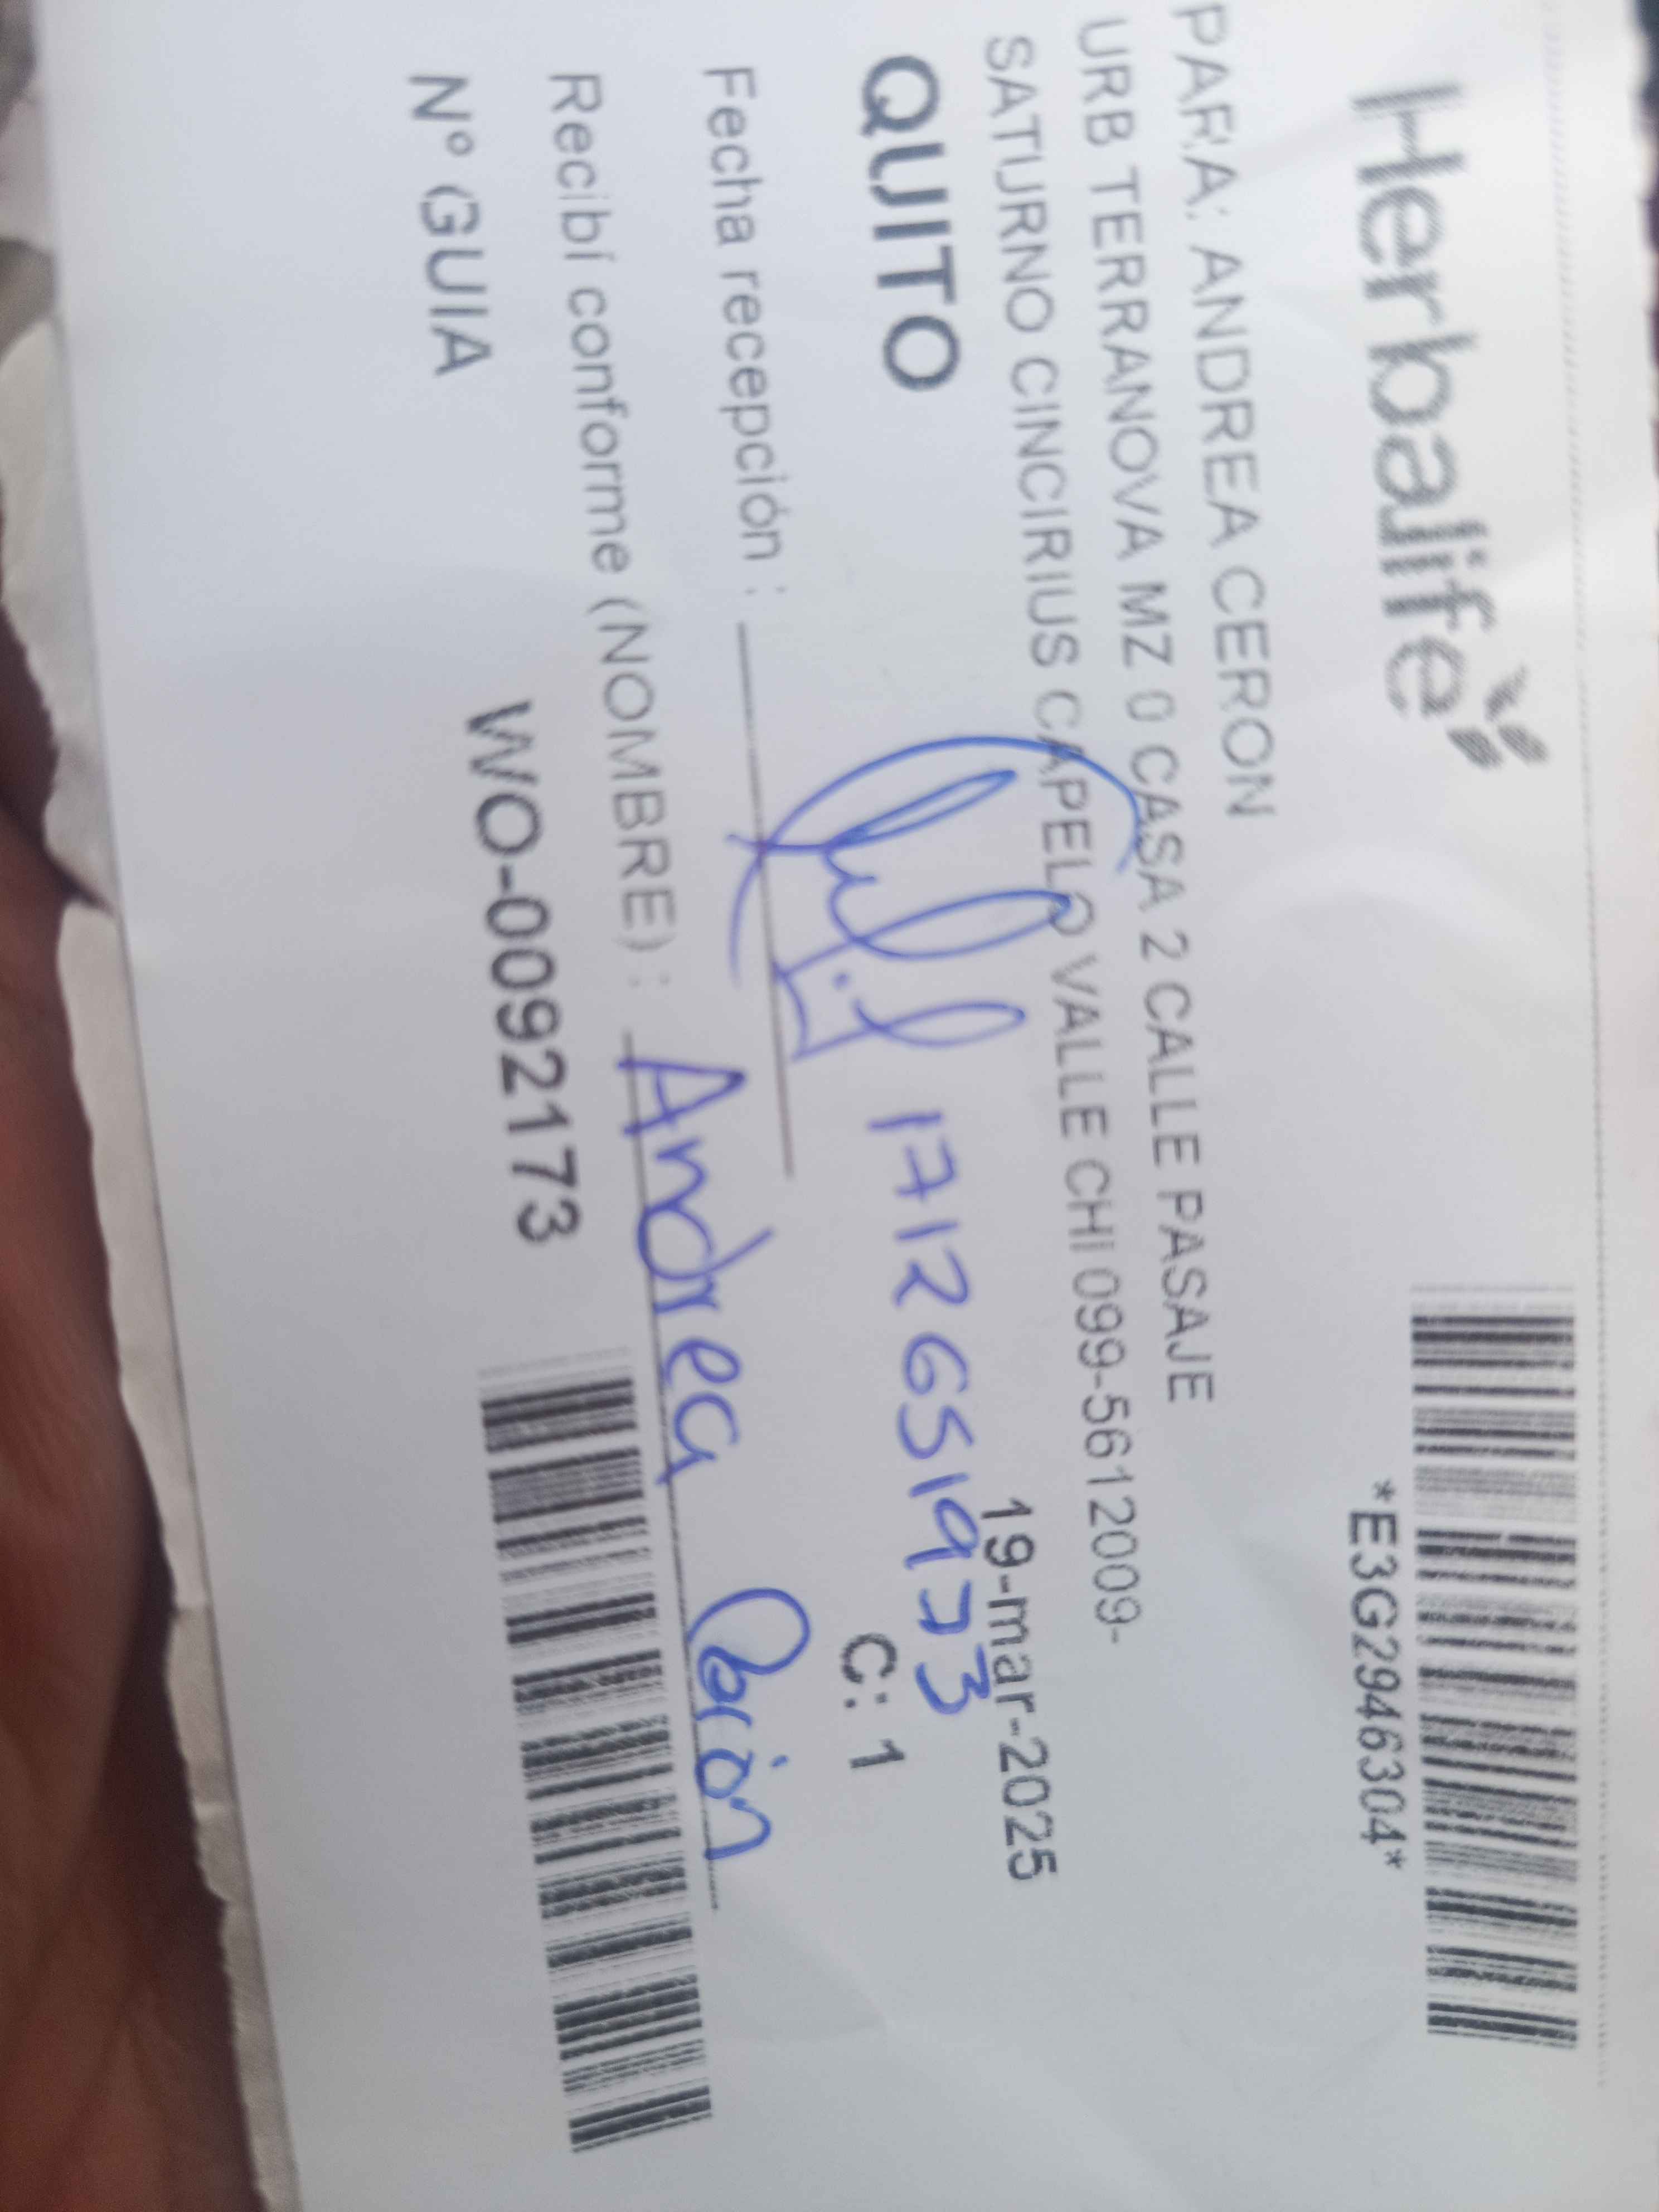 Herbalife
*E3G2946304*
PARA: ANDREA CERON
URB TERRANOVA MZ 0 CASA 2 CALLE PASAJE
SATURNO CINCIRIUS CAPELO VALLE CHI 099-5612009-
19-mar-2025
QUITO
1712651973
C: 1
Fecha recepción :
Recibí conforme (NOMBRE) : Andrea Cerón
Nº GUIA WO-0092173